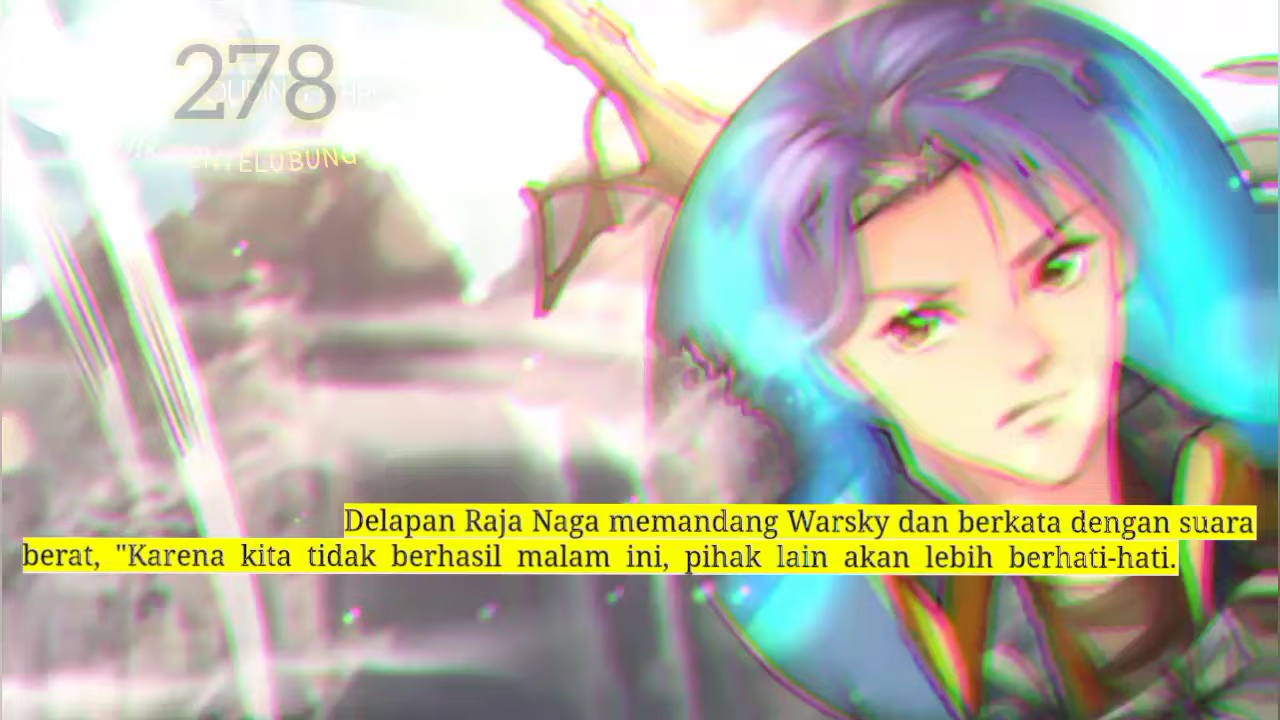 278
Delapan Raja Naga memandang Warsky dan berkata dengan suara
berat, "Karena kita tidak berhasil malam ini, pihak lain akan lebih berhati-hati.